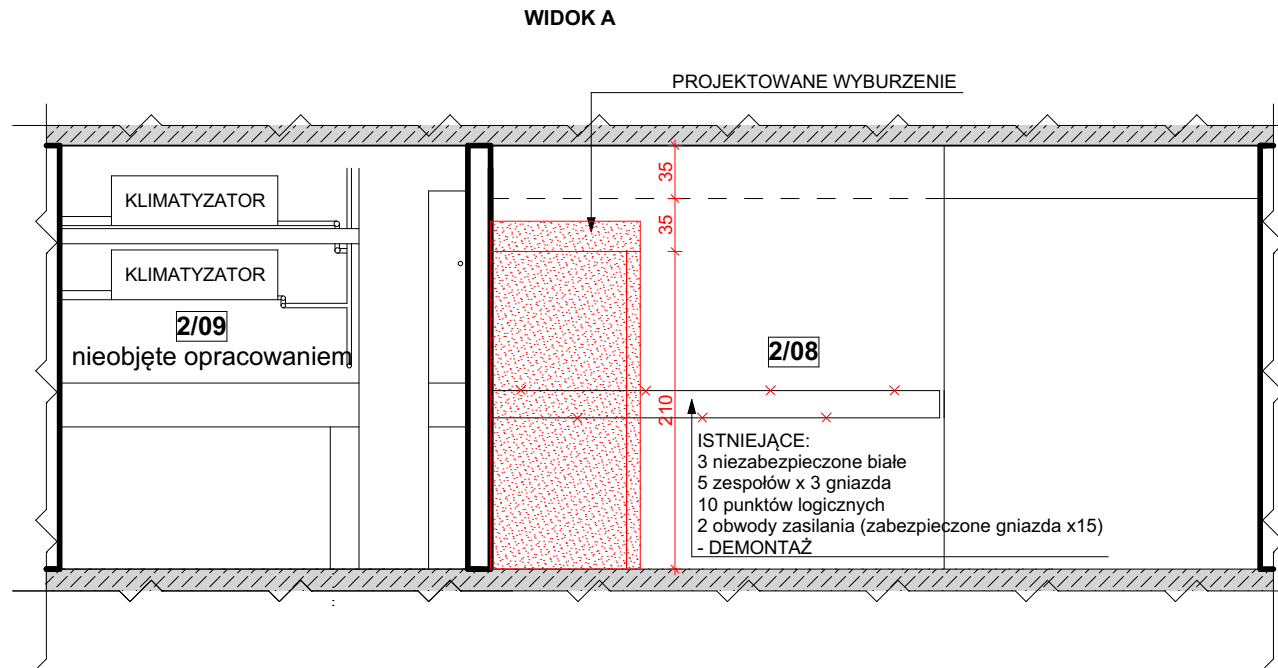 WIDOK A
PROJEKTOWANE WYBURZENIE
KLIMATYZATOR
KLIMATYZATOR
2/09
nieobjęte opracowaniem
35
35
210
2/08
ISTNIEJĄCE:
3 niezabezpieczone białe
5 zespołów x 3 gniazda
10 punktów logicznych
2 obwody zasilania (zabezpieczone gniazda x15)
- DEMONTAŻ